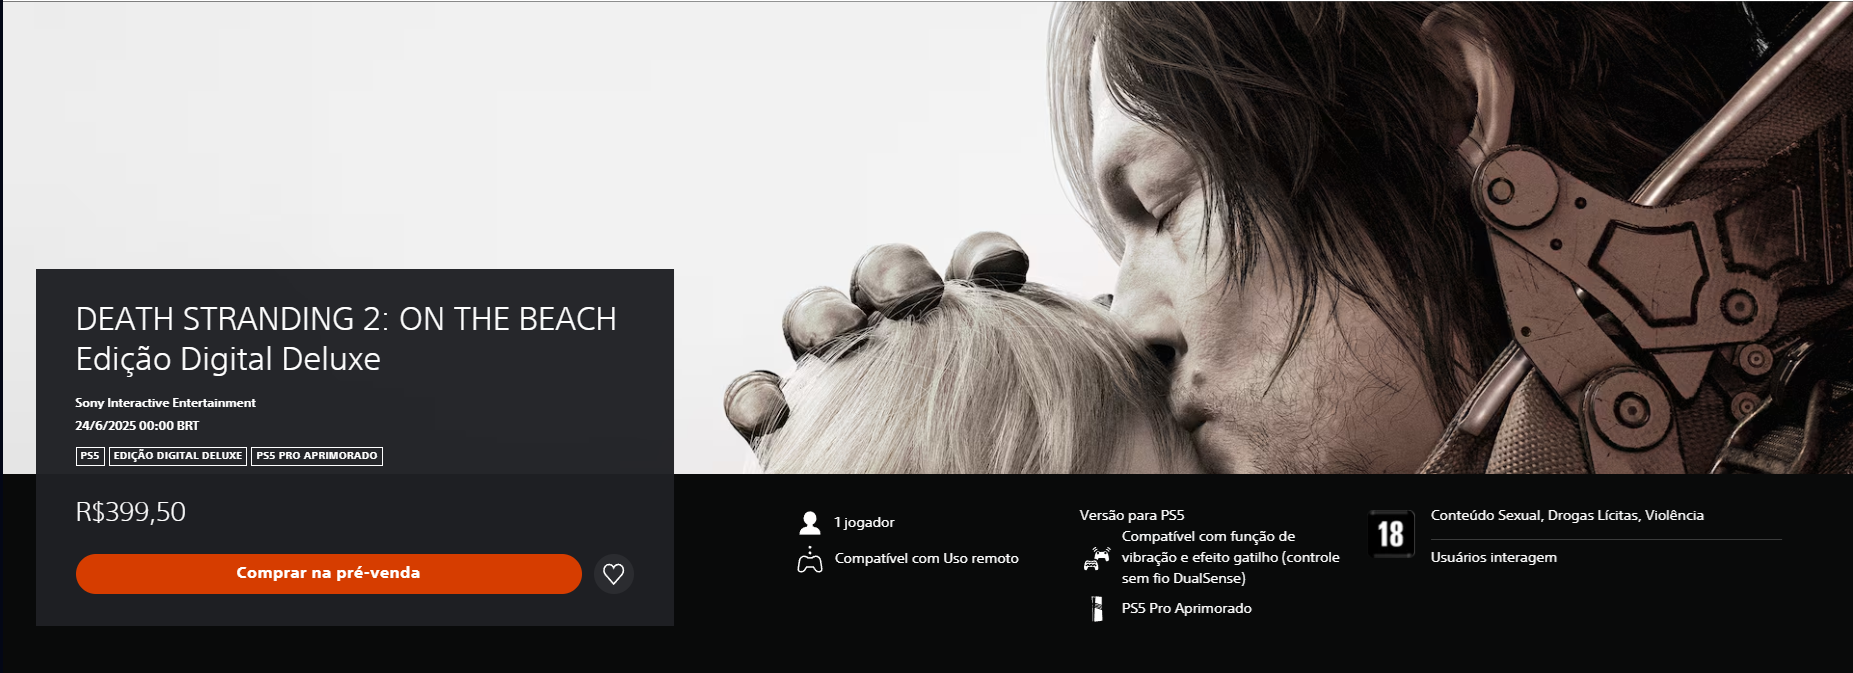 DEATH STRANDING 2: ON THE BEACH
Edição Digital Deluxe
Sony Interactive Entertainment
24/6/2025 00:00 BRT
PS5 EDIÇÃO DIGITAL DELUXE PS5 PRO APRIMORADO
R$399,50
Comprar na pré-venda
1 jogador
Compatível com Uso remoto
Versão para PS5
Compatível com função de
vibração e efeito gatilho (controle
sem fio DualSense)
PS5 Pro Aprimorado
18
Conteúdo Sexual, Drogas Lícitas, Violência
Usuários interagem